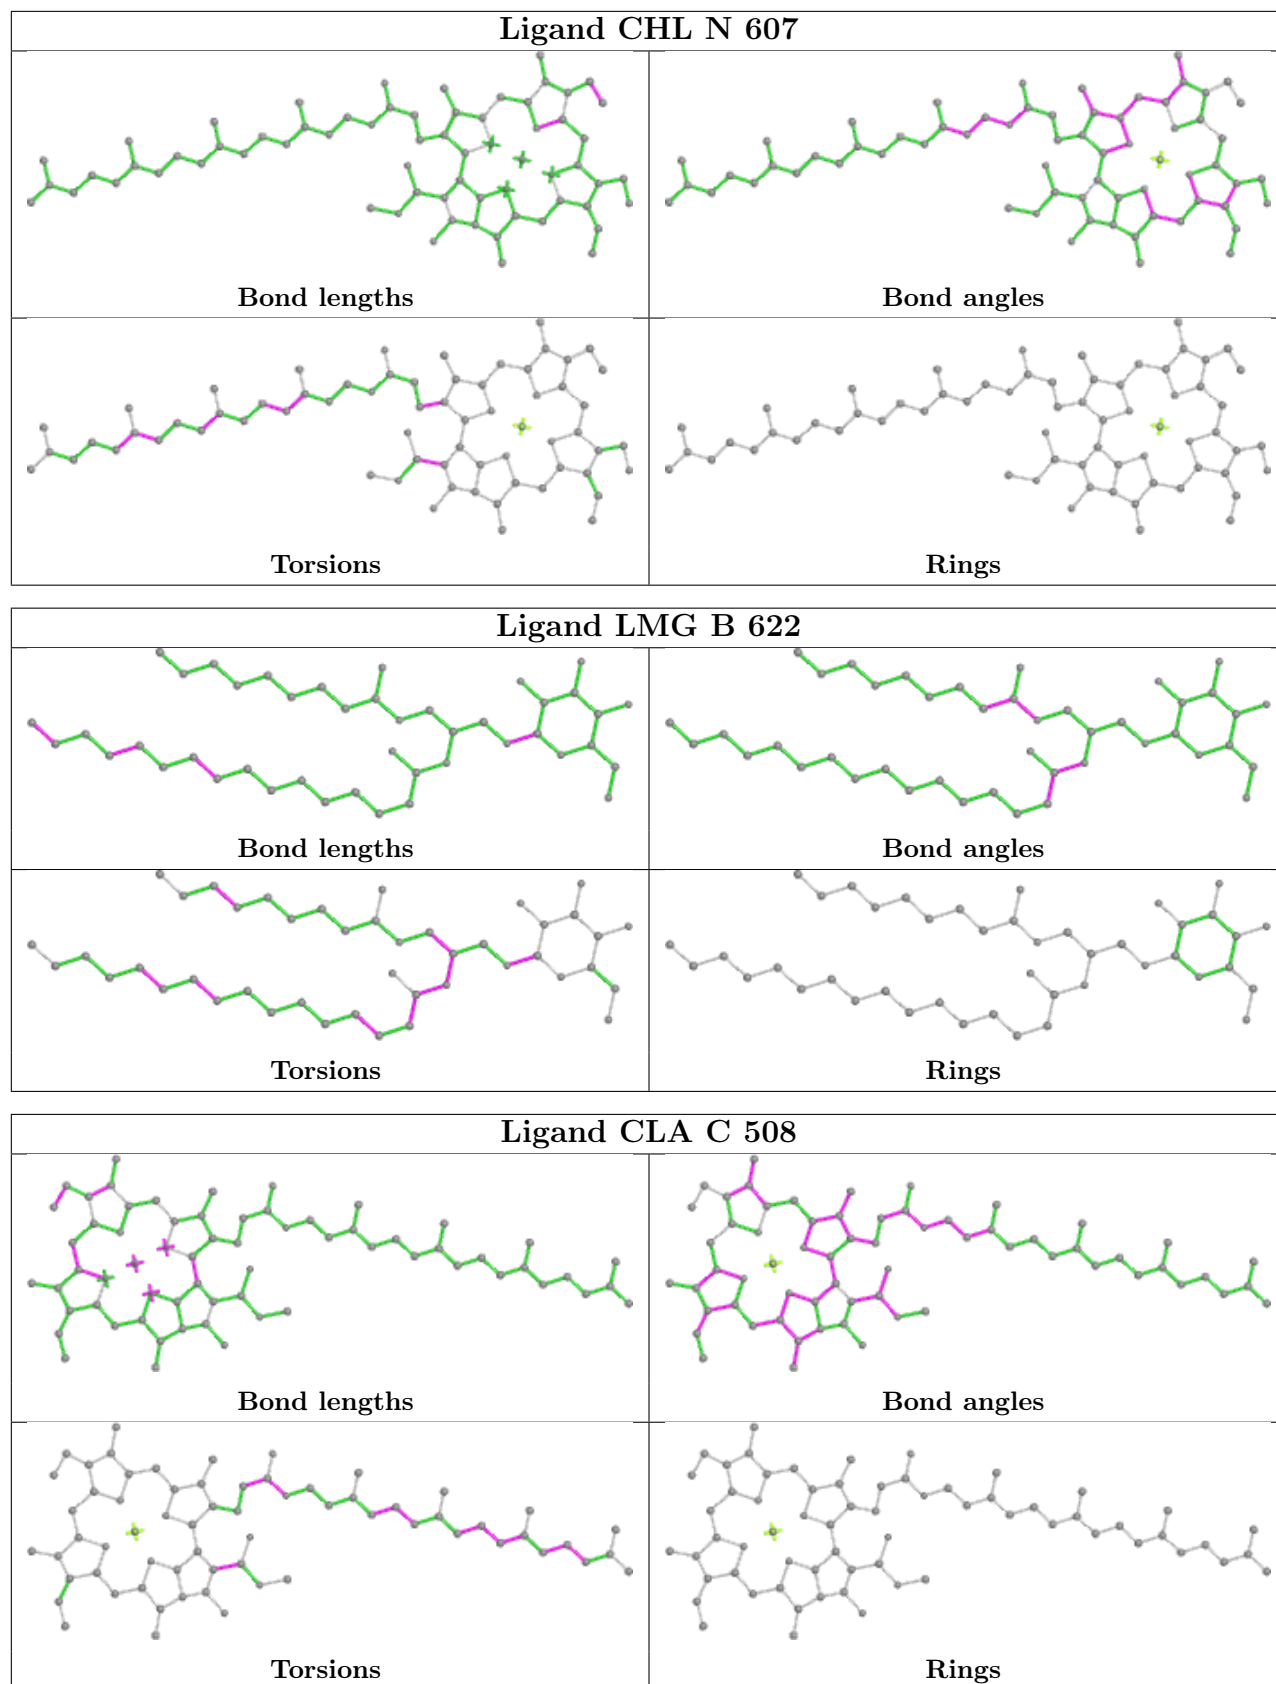 Ligand CHL N 607
Bond lengths
Bond angles
Torsions
Rings
Ligand LMG B 622
Bond lengths
Bond angles
Torsions
Rings
Ligand CLA C 508
Bond lengths
Bond angles
Torsions
Rings